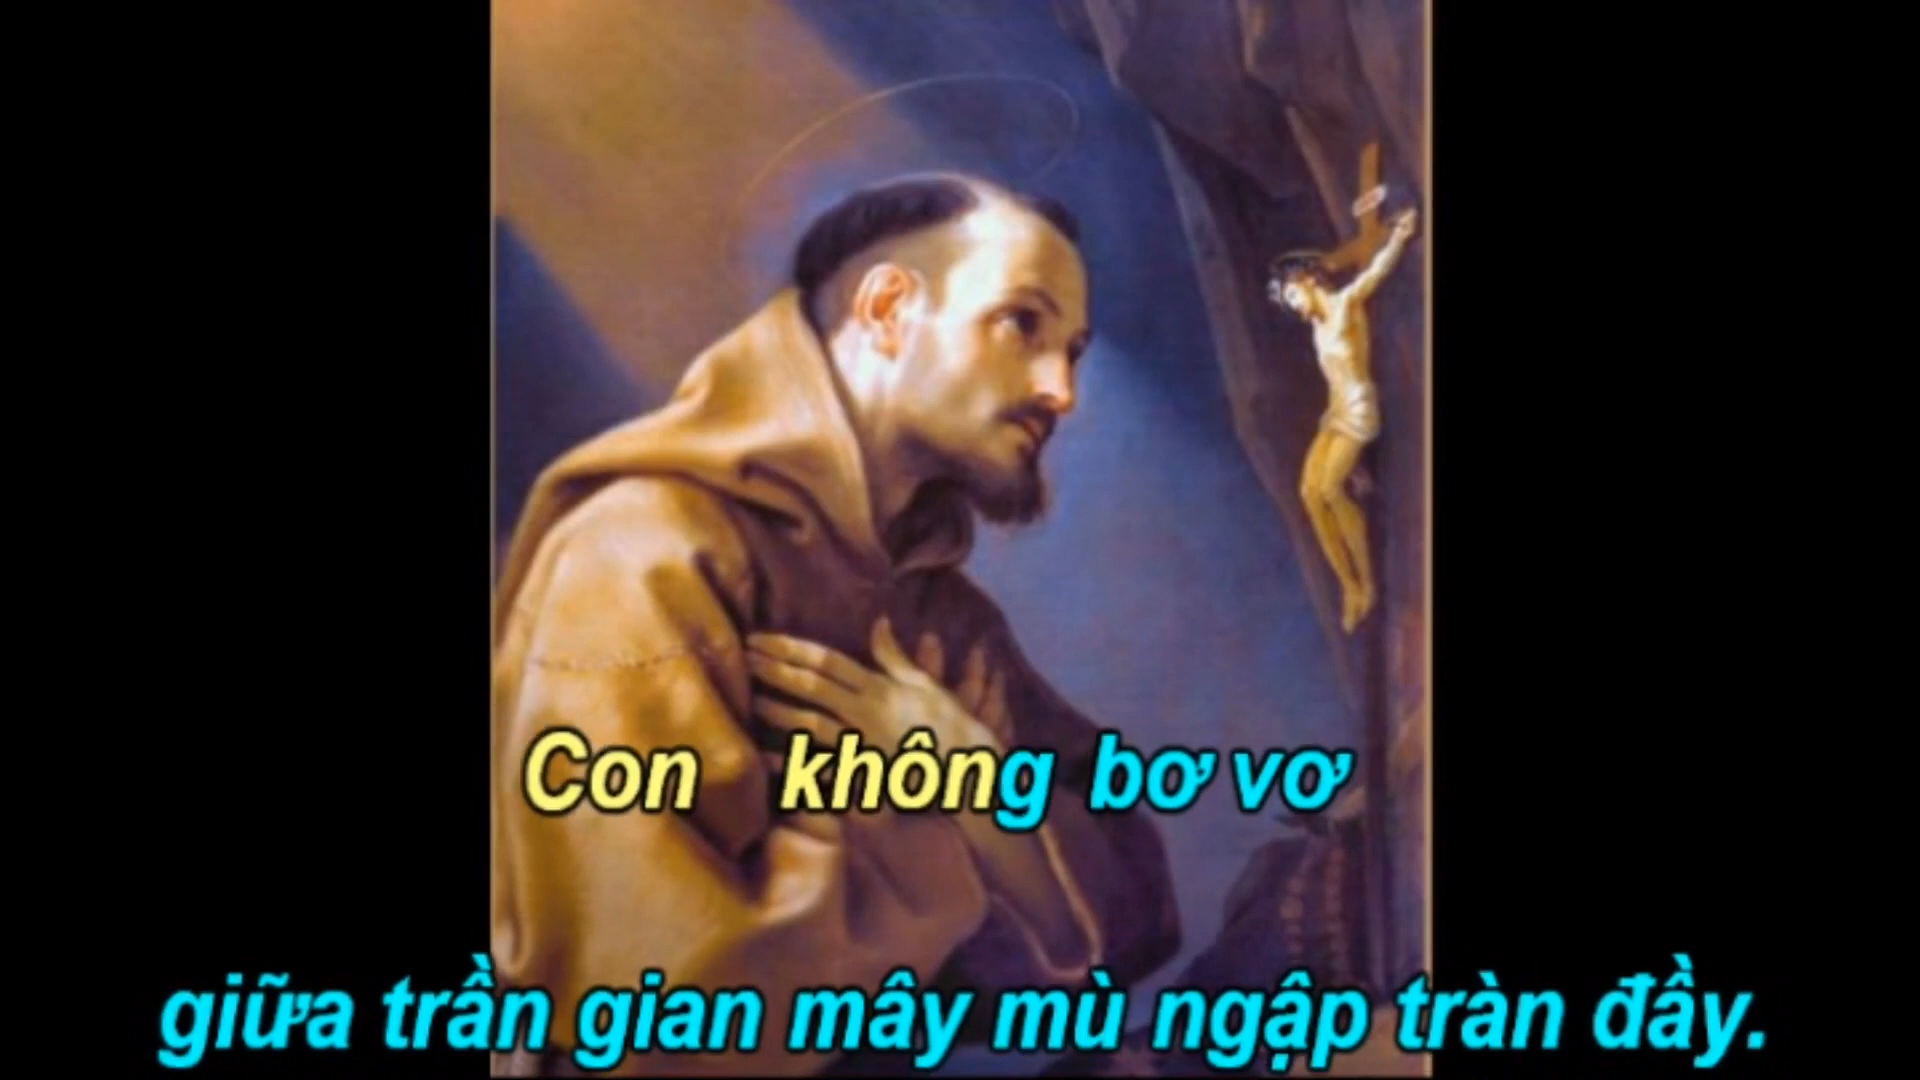 Con không bơ vơ
giữa trần gian mây mù ngập tràn đầy.